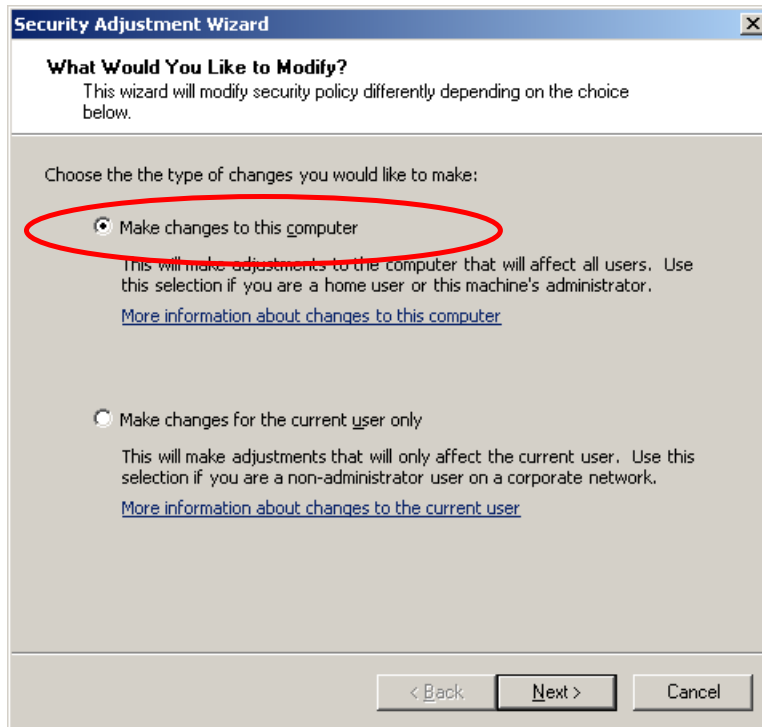 Security Adjustment Wizard
What Would You Like to Modify?
This wizard will modify security policy differently depending on the choice
below.
Choose the the type of changes you would like to make:
Make changes to this computer
This will make adjustments to the computer that will affect all users. Use
this selection if you are a home user or this machine's administrator.
More information about changes to this computer
Make changes for the current user only
This will make adjustments that will only affect the current user. Use this
selection if you are a non-administrator user on a corporate network.
More information about changes to the current user
< Back Next > Cancel